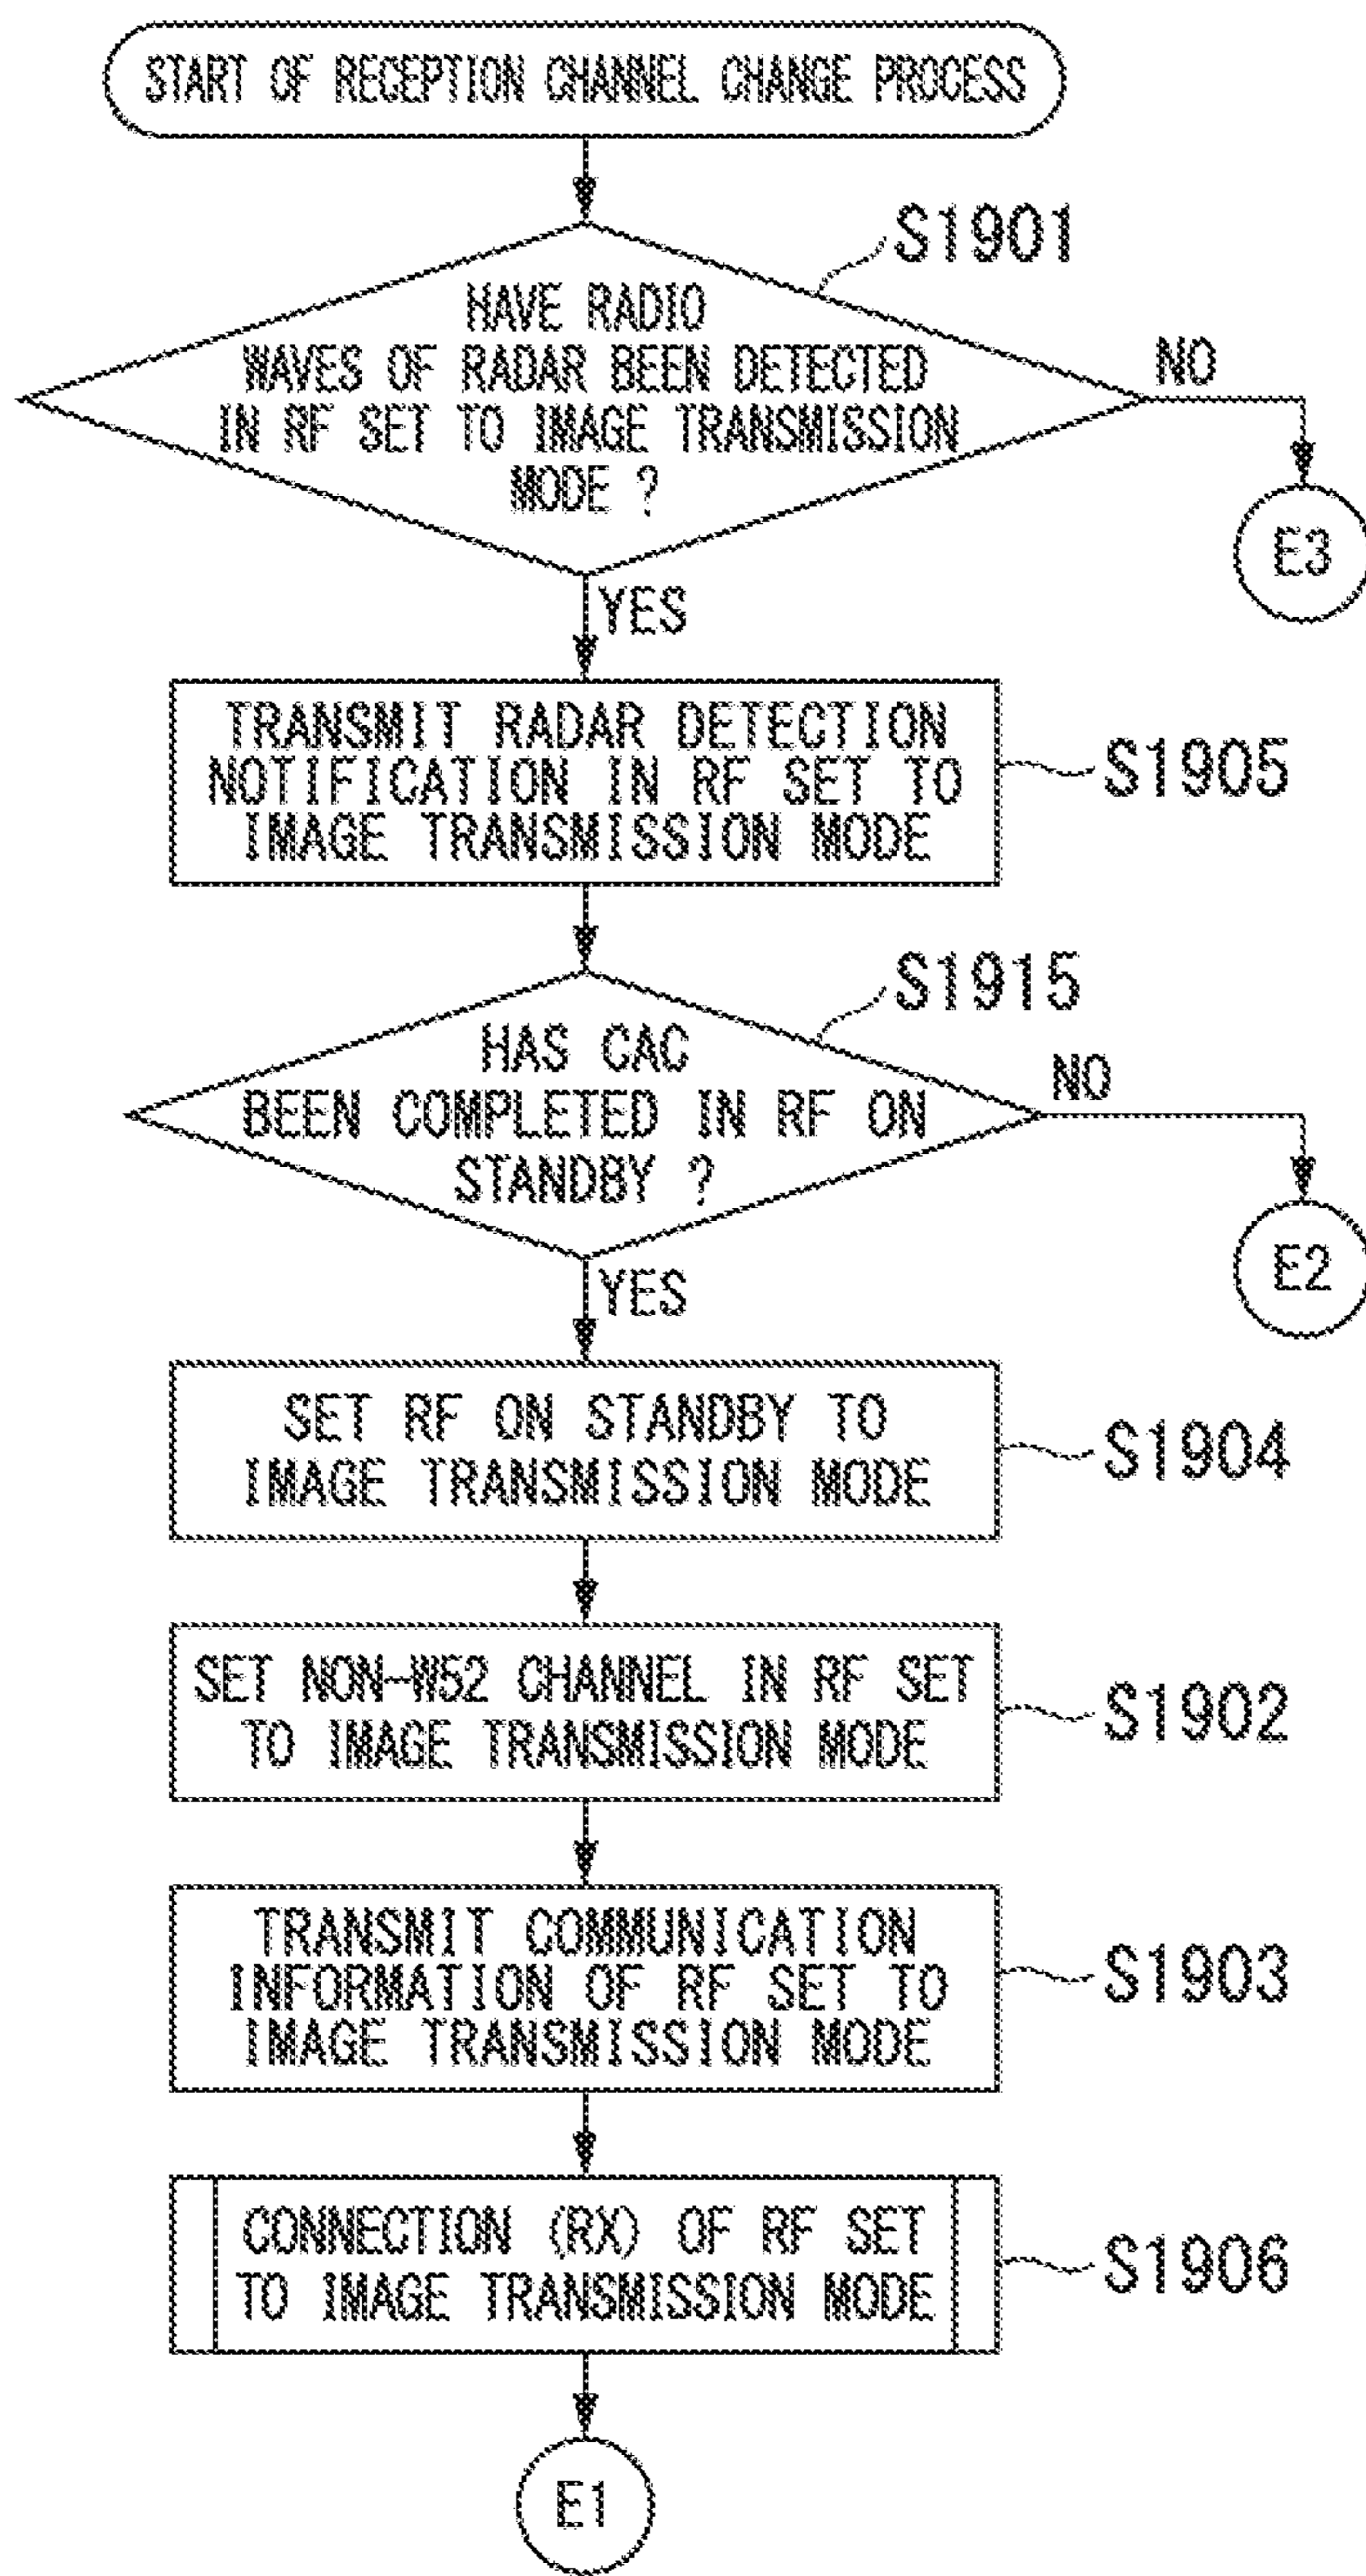 START OF RECEPTION CHANNEL CHANGE PROCESS
S1901
HAVE RADIO
WAVES OF RADAR BEEN DETECTED
IN RF SET TO IMAGE TRANSMISSION
MODE ?
NO
E3
YES
TRANSMIT RADAR DETECTION
NOTIFICATION IN RF SET TO
IMAGE TRANSMISSION MODE
S1905
S1915
HAS CAC
BEEN COMPLETED IN RF ON
STANDBY ?
NO
E2
YES
SET RF ON STANDBY TO
IMAGE TRANSMISSION MODE
S1904
SET NON-W52 CHANNEL IN RF SET
TO IMAGE TRANSMISSION MODE
S1902
TRANSMIT COMMUNICATION
INFORMATION OF RF SET TO
IMAGE TRANSMISSION MODE
S1903
CONNECTION (RX) OF RF SET
TO IMAGE TRANSMISSION MODE
S1906
E1